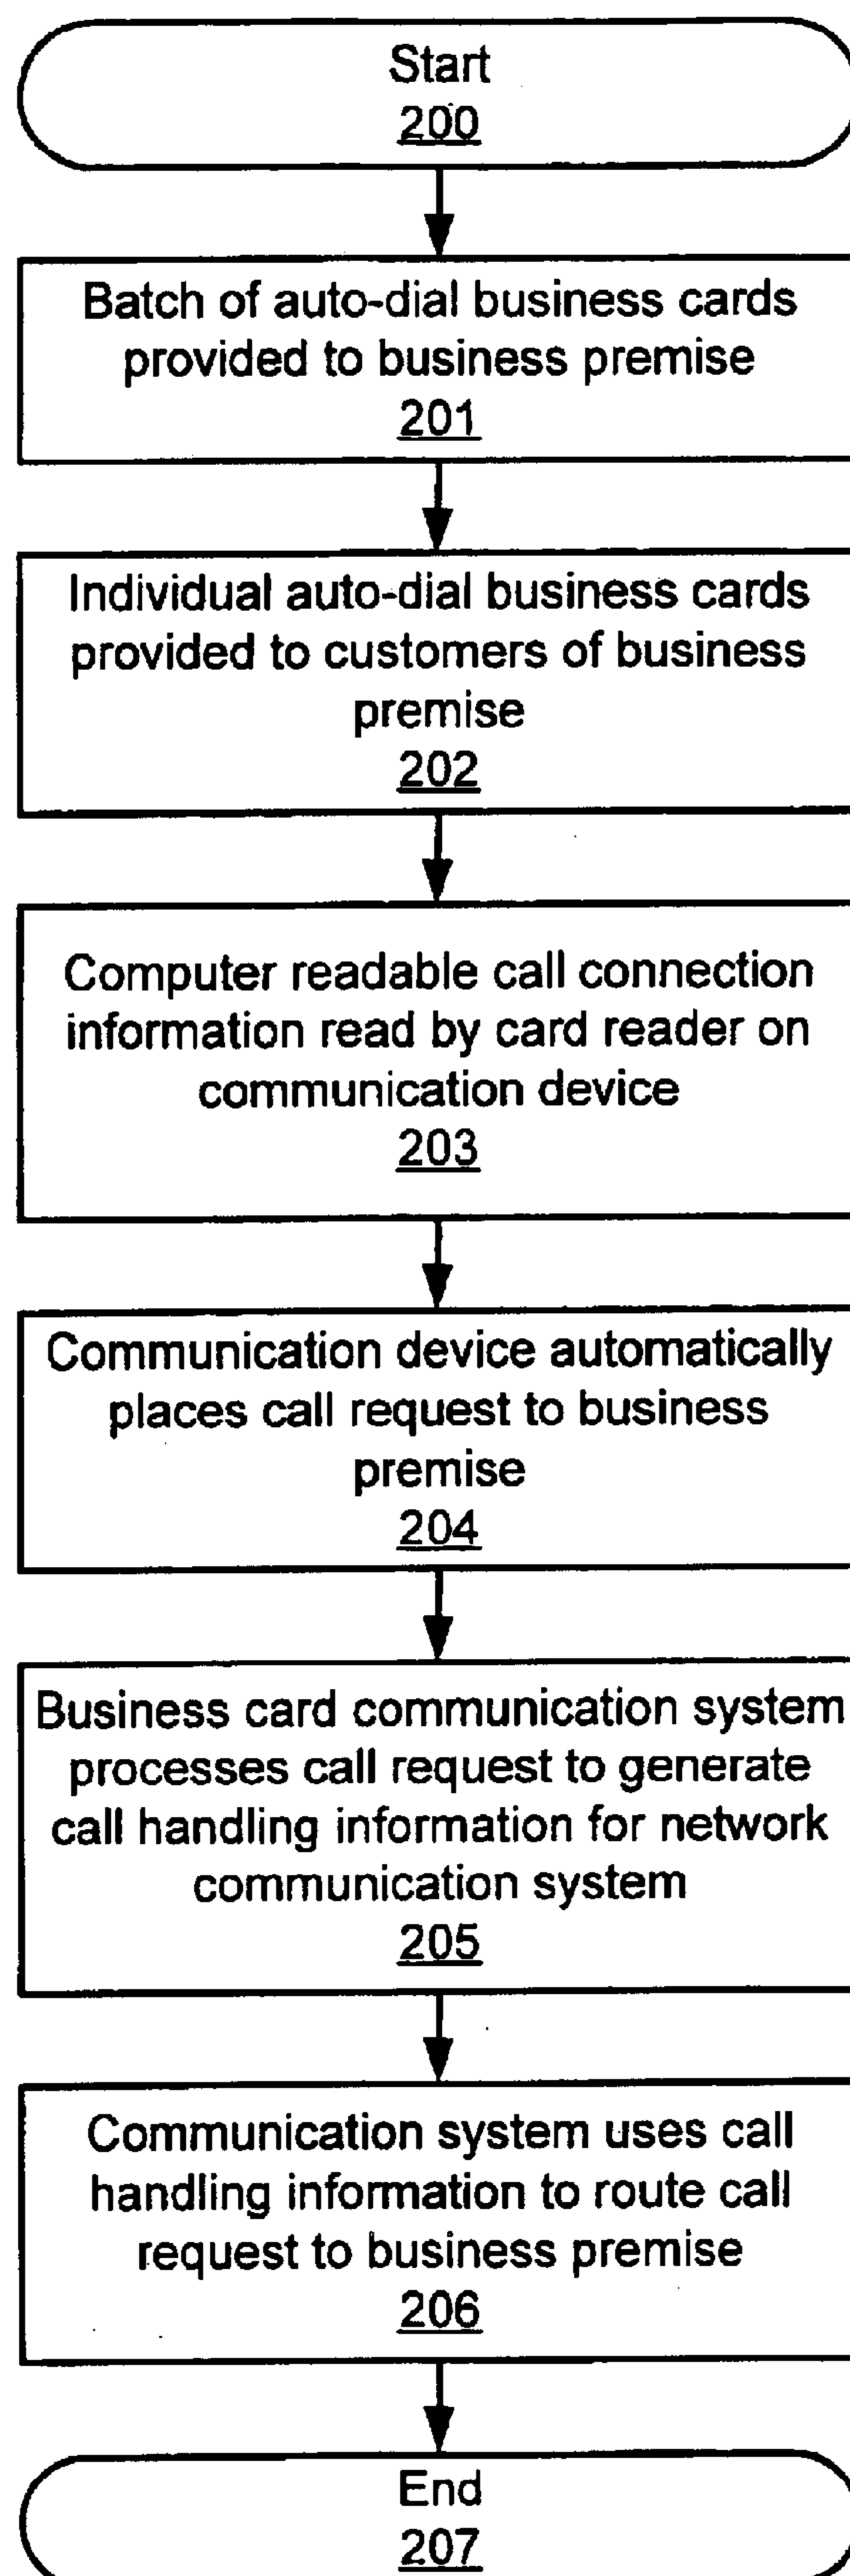 Start
200
Batch of auto-dial business cards
provided to business premise
201
Individual auto-dial business cards
provided to customers of business
premise
202
Computer readable call connection
information read by card reader on
communication device
203
Communication device automatically
places call request to business
premise
204
Business card communication system
processes call request to generate
call handling information for network
communication system
205
Communication system uses call
handling information to route call
request to business premise
206
End
207